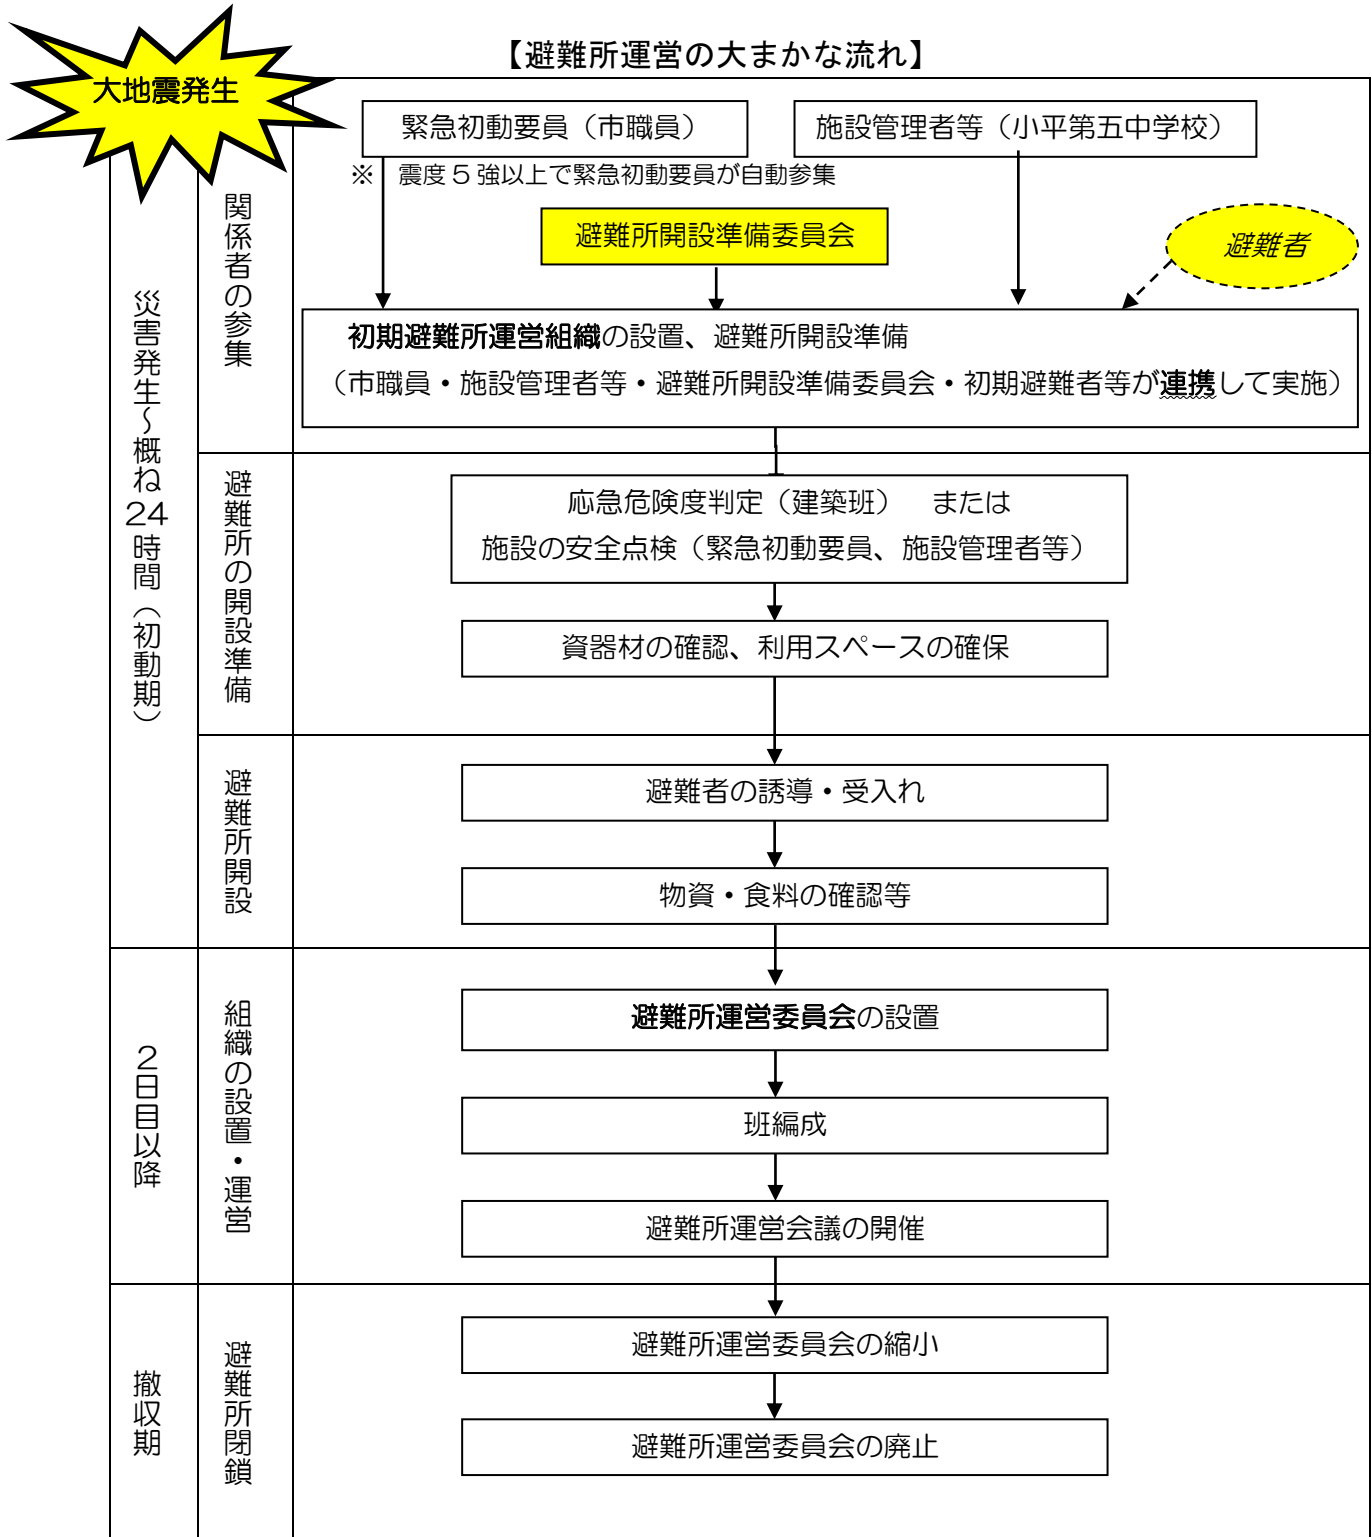 【避難所運営の大まかな流れ】
大地震発生
災害発生～概ね24時間（初動期）
関係者の参集
緊急初動要員（市職員）
施設管理者等（小平第五中学校）
※　震度５強以上で緊急初動要員が自動参集
避難所開設準備委員会
避難者
初期避難所運営組織の設置、避難所開設準備
（市職員・施設管理者等・避難所開設準備委員会・初期避難者等が連携して実施）
避難所の開設準備
応急危険度判定（建築班）　または
施設の安全点検（緊急初動要員、施設管理者等）
資器材の確認、利用スペースの確保
避難所開設
避難者の誘導・受入れ
物資・食料の確認等
２日目以降
組織の設置・運営
避難所運営委員会の設置
班編成
避難所運営会議の開催
撤収期
避難所閉鎖
避難所運営委員会の縮小
避難所運営委員会の廃止